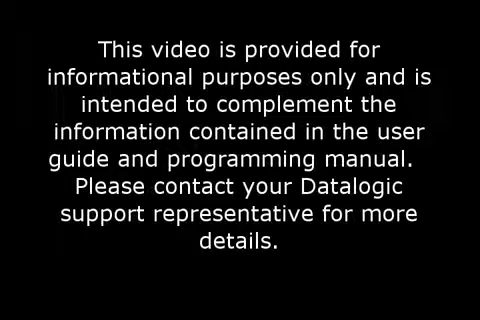 This video is provided for
informational purposes only and is
intended to complement the
information contained in the user
guide and programming manual.
Please contact your Datalogic
support representative for more
details.